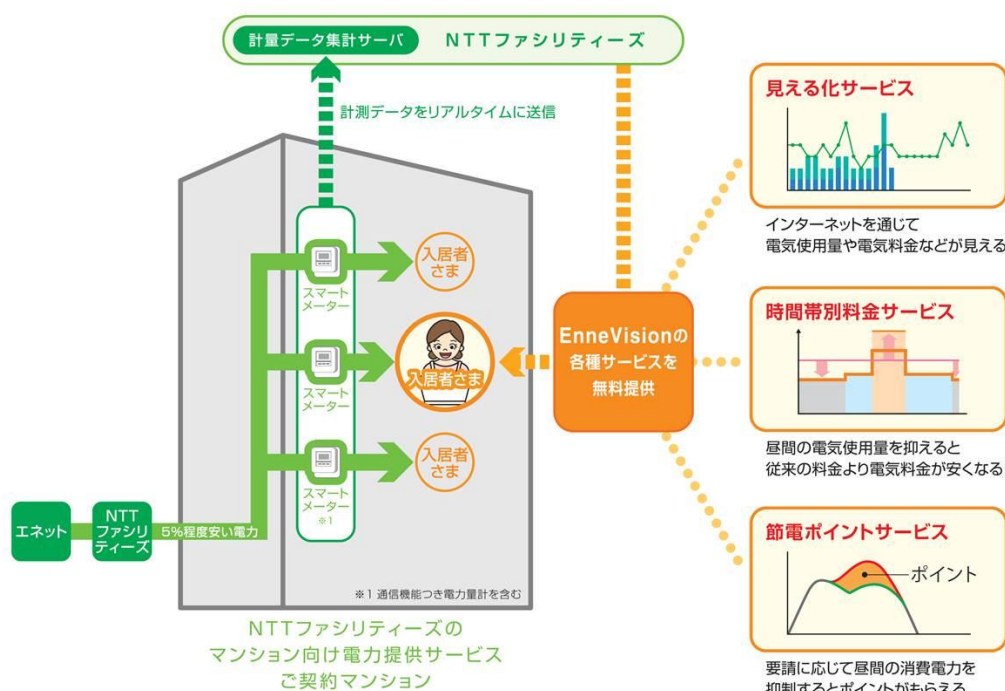 計量データ集計サーバ
NTTファシリティーズ
計測データをリアルタイムに送信
スマート
メーター
入居者
さま
スマート
メーター
入居者さま
スマート
メーター
※1
入居者
さま
エネット
NTT
ファシリ
ティーズ
5%程度安い電力
※1 通信機能つき電力量計を含む
NTTファシリティーズの
マンション向け電力提供サービス
ご契約マンション
EnneVisionの
各種サービスを
無料提供
見える化サービス
インターネットを通じて
電気使用量や電気料金などが見える
時間帯別料金サービス
昼間の電気使用量を抑えると
従来の料金より電気料金が安くなる
節電ポイントサービス
ポイント
要請に応じて昼間の消費電力を
抑制するとポイントがもらえる